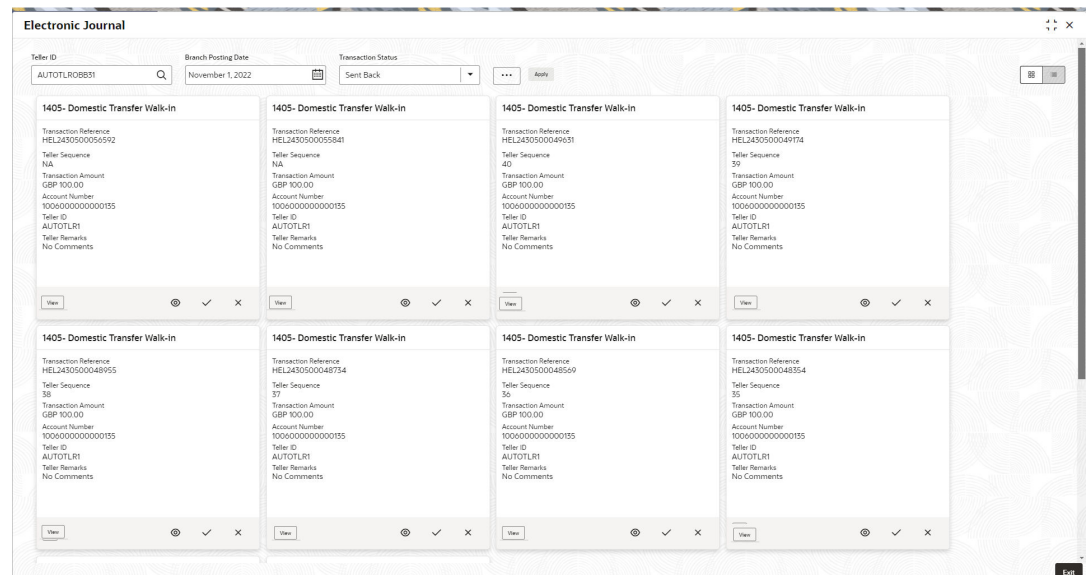 Electronic Journal
Teller ID
Branch Posting Date
Transaction Status
AUTOTLROBB31
November 1, 2022
Sent Back
...
Apply
1405- Domestic Transfer Walk-in
Transaction Reference
HEL2430500056592
Teller Sequence
NA
Transaction Amount
GBP 100.00
Account Number
1006000000000135
Teller ID
AUTOTLR1
Teller Remarks
No Comments
View
1405- Domestic Transfer Walk-in
Transaction Reference
HEL2430500055841
Teller Sequence
NA
Transaction Amount
GBP 100.00
Account Number
1006000000000135
Teller ID
AUTOTLR1
Teller Remarks
No Comments
View
1405- Domestic Transfer Walk-in
Transaction Reference
HEL2430500049631
Teller Sequence
40
Transaction Amount
GBP 100.00
Account Number
1006000000000135
Teller ID
AUTOTLR1
Teller Remarks
No Comments
View
1405- Domestic Transfer Walk-in
Transaction Reference
HEL2430500049174
Teller Sequence
39
Transaction Amount
GBP 100.00
Account Number
1006000000000135
Teller ID
AUTOTLR1
Teller Remarks
No Comments
View
1405- Domestic Transfer Walk-in
Transaction Reference
HEL2430500048955
Teller Sequence
38
Transaction Amount
GBP 100.00
Account Number
1006000000000135
Teller ID
AUTOTLR1
Teller Remarks
No Comments
View
1405- Domestic Transfer Walk-in
Transaction Reference
HEL2430500048734
Teller Sequence
37
Transaction Amount
GBP 100.00
Account Number
1006000000000135
Teller ID
AUTOTLR1
Teller Remarks
No Comments
View
1405- Domestic Transfer Walk-in
Transaction Reference
HEL2430500048569
Teller Sequence
36
Transaction Amount
GBP 100.00
Account Number
1006000000000135
Teller ID
AUTOTLR1
Teller Remarks
No Comments
View
1405- Domestic Transfer Walk-in
Transaction Reference
HEL2430500048354
Teller Sequence
35
Transaction Amount
GBP 100.00
Account Number
1006000000000135
Teller ID
AUTOTLR1
Teller Remarks
No Comments
View
Exit